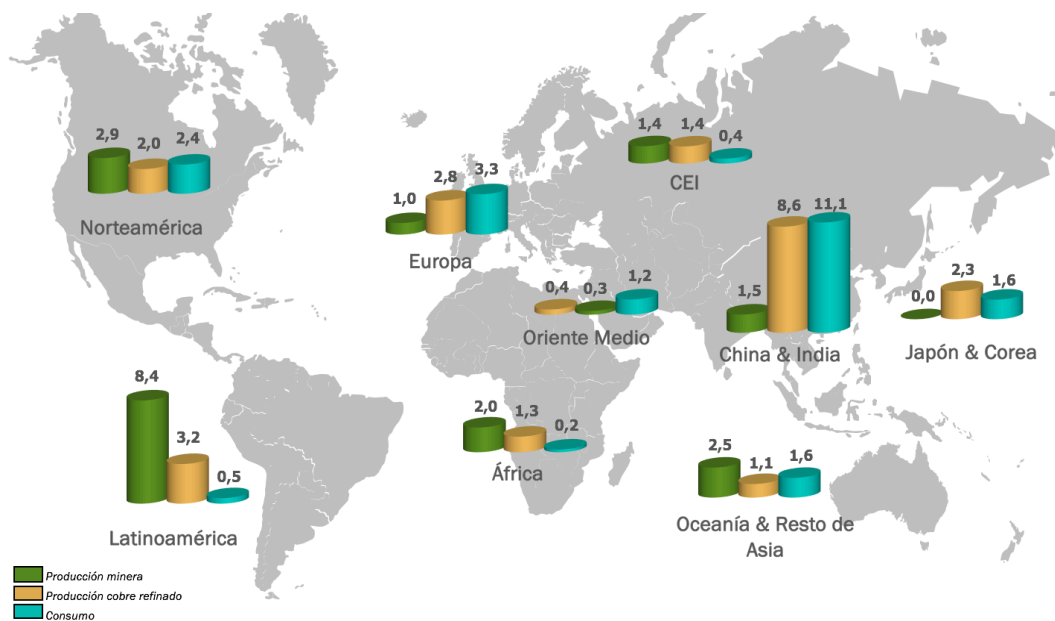 2,9
2,0
2,4
Norteamérica
1,0
2,8
3,3
Europa
1,4
1,4
0,4
CEI
0,4
0,3
1,2
Oriente Medio
1,5
8,6
11,1
China & India
0,0
2,3
1,6
Japón & Corea
8,4
3,2
0,5
Latinoamérica
2,0
1,3
0,2
África
2,5
1,1
1,6
Oceanía & Resto de
Asia
Producción minera
Producción cobre refinado
Consumo